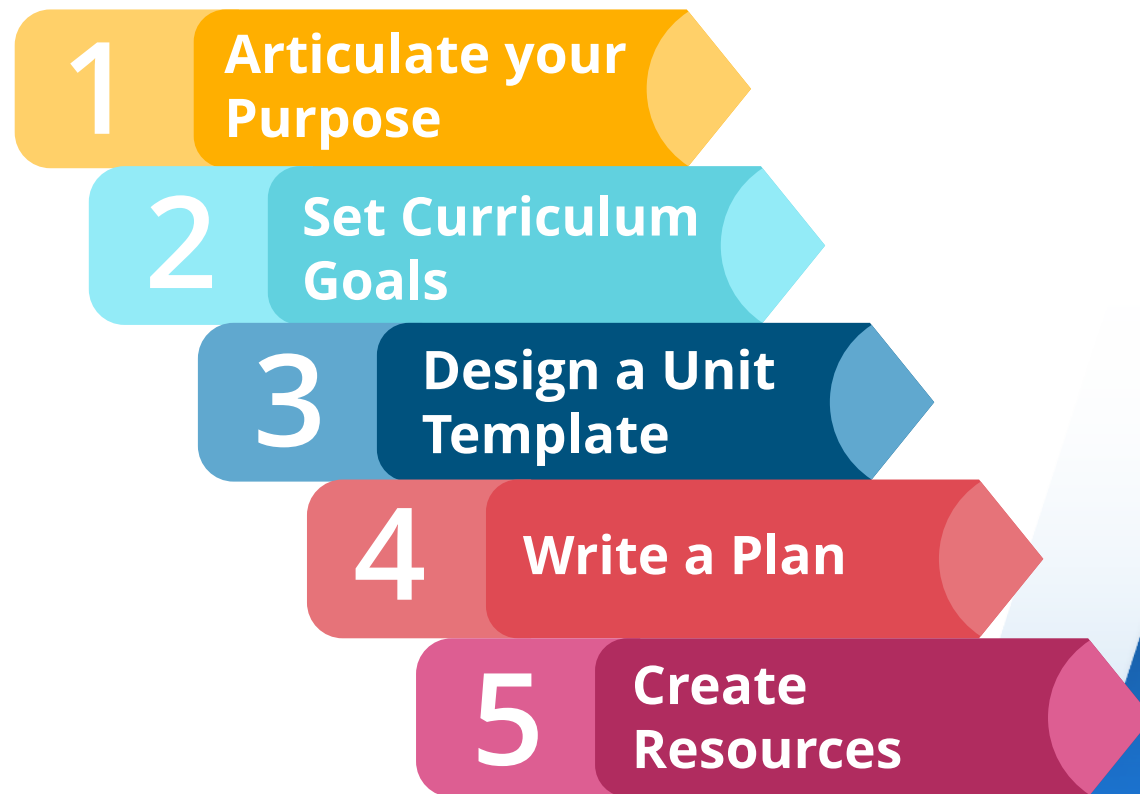 1
Articulate your
Purpose
2
Set Curriculum
Goals
3
Design a Unit
Template
4
Write a Plan
5
Create
Resources